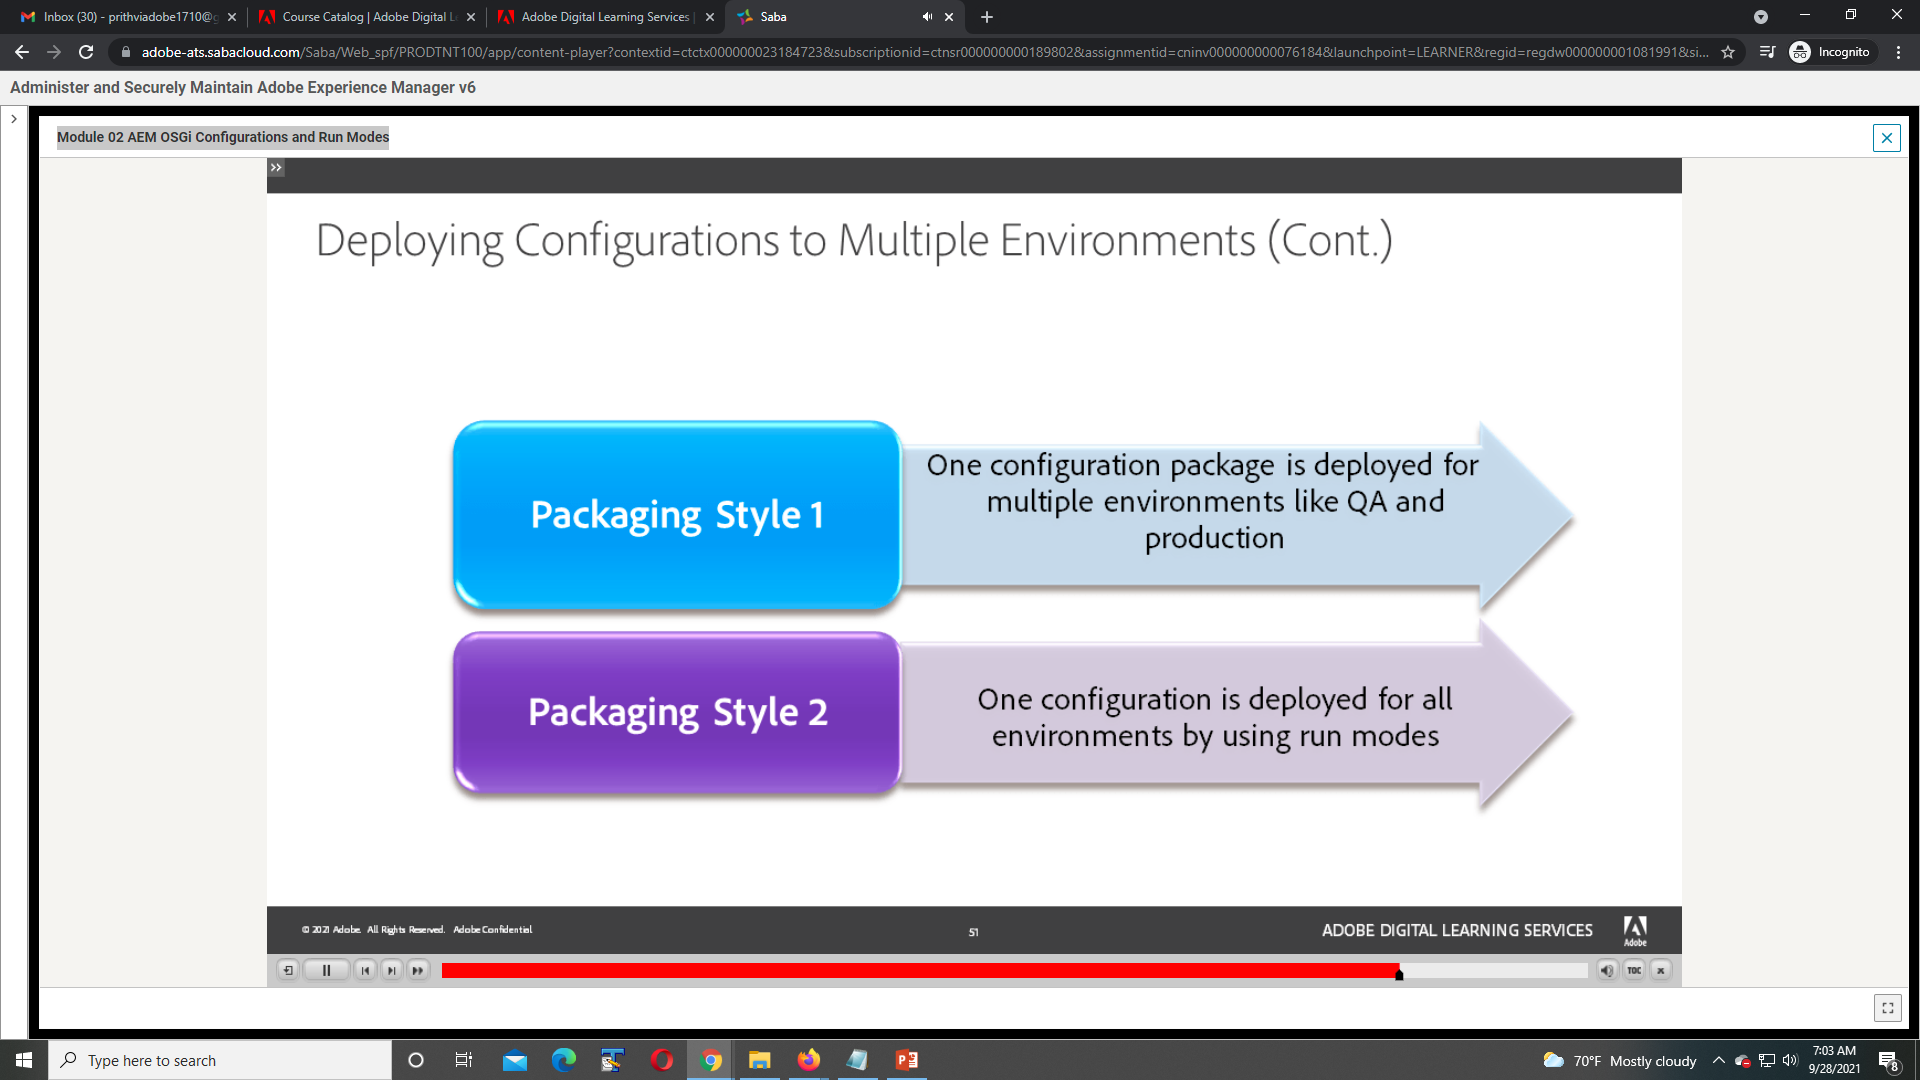 Inbox (30) - prithviadobe1710@g
Course Catalog | Adobe Digital L
Adobe Digital Learning Services
Saba
adobe-ats.sabacloud.com/Saba/Web_spf/PRODTNT100/app/content-player?contextid=ctctx000000023184723&subscriptionid=ctnsr0000000000189802&assignmentid=cninv000000000076184&launchpoint=LEARNER&regid=regdw000000001081991&si...
Incognito
Administer and Securely Maintain Adobe Experience Manager v6
Module 02 AEM OSGi Configurations and Run Modes
Deploying Configurations to Multiple Environments (Cont.)
Packaging Style 1
One configuration package is deployed for
multiple environments like QA and
production
Packaging Style 2
One configuration is deployed for all
environments by using run modes
© 2021 Adobe. All Rights Reserved. Adobe Confidential
51
ADOBE DIGITAL LEARNING SERVICES
Adobe
TOC
Type here to search
70°F Mostly cloudy
7:03 AM
9/28/2021
8